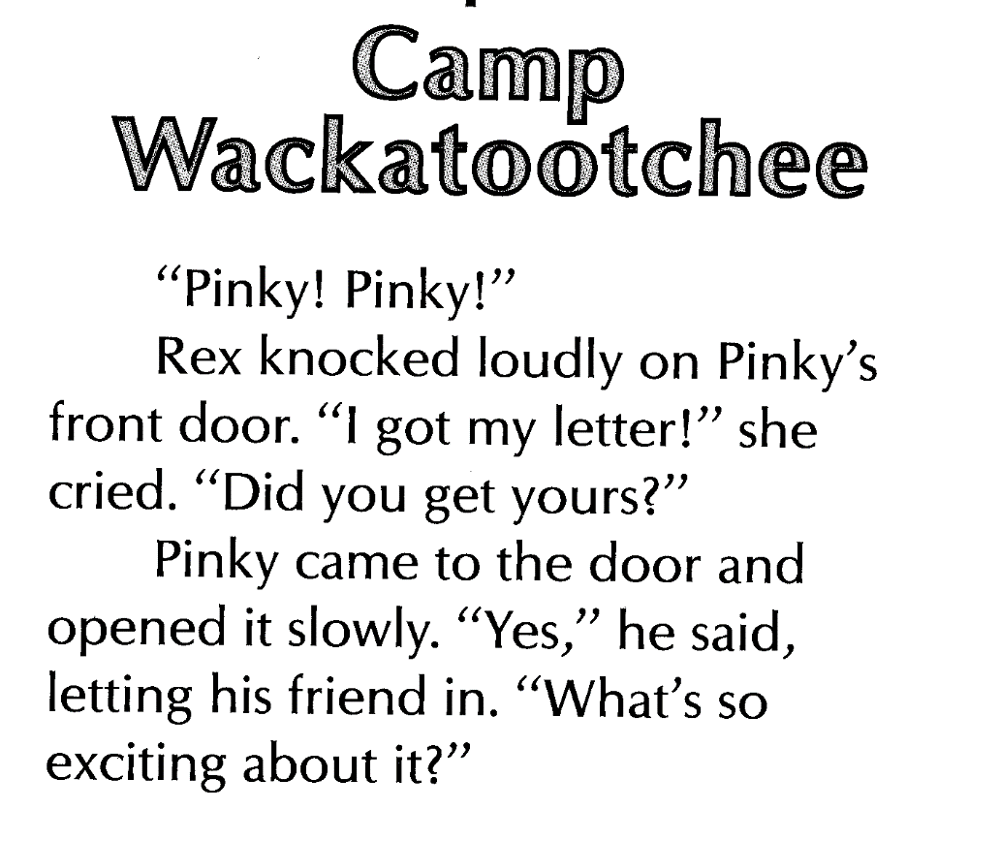 Camp
Wackatootchee
“Pinky! Pinky!”
Rex knocked loudly on Pinky’s
front door. “I got my letter!” she
cried. “Did you get yours?”
Pinky came to the door and
opened it slowly. “Yes,” he said,
letting his friend in. “What’s so
exciting about it?”